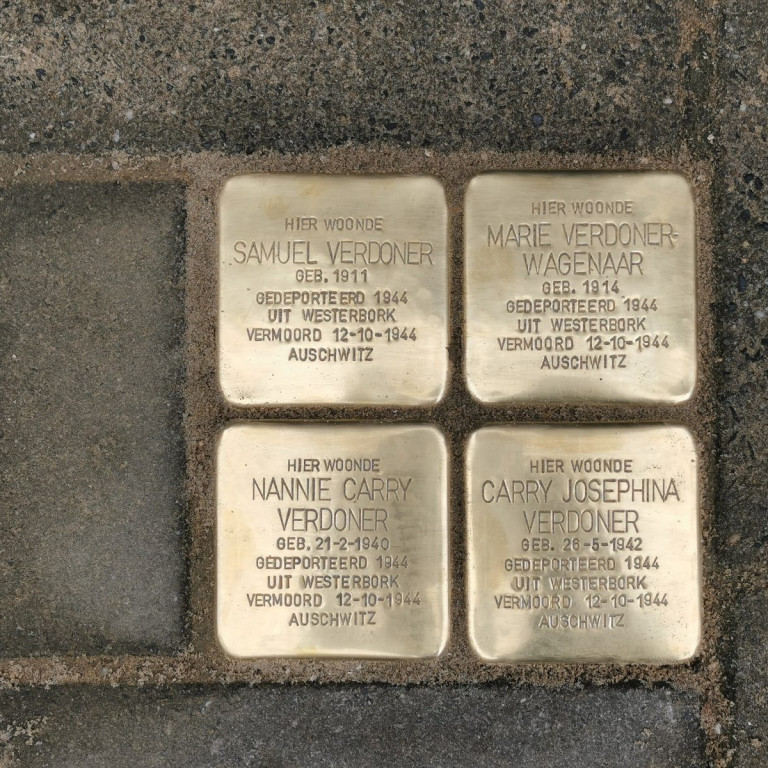 HIER WOONDE
SAMUEL VERDONER
GEB. 1911
GEDEPORTEERD 1944
UIT WESTERBORK
VERMOORD 12-10-1944
AUSCHWITZ
HIER WOONDE
MARIE VERDONER-
WAGENAAR
GEB. 1914
GEDEPORTEERD 1944
UIT WESTERBORK
VERMOORD 12-10-1944
AUSCHWITZ
HIER WOONDE
NANNIE CARRY
VERDONER
GEB. 21-2-1940
GEDEPORTEERD 1944
UIT WESTERBORK
VERMOORD 12-10-1944
AUSCHWITZ
HIER WOONDE
CARRY JOSEPHINA
VERDONER
GEB. 26-5-1942
GEDEPORTEERD 1944
UIT WESTERBORK
VERMOORD 12-10-1944
AUSCHWITZ